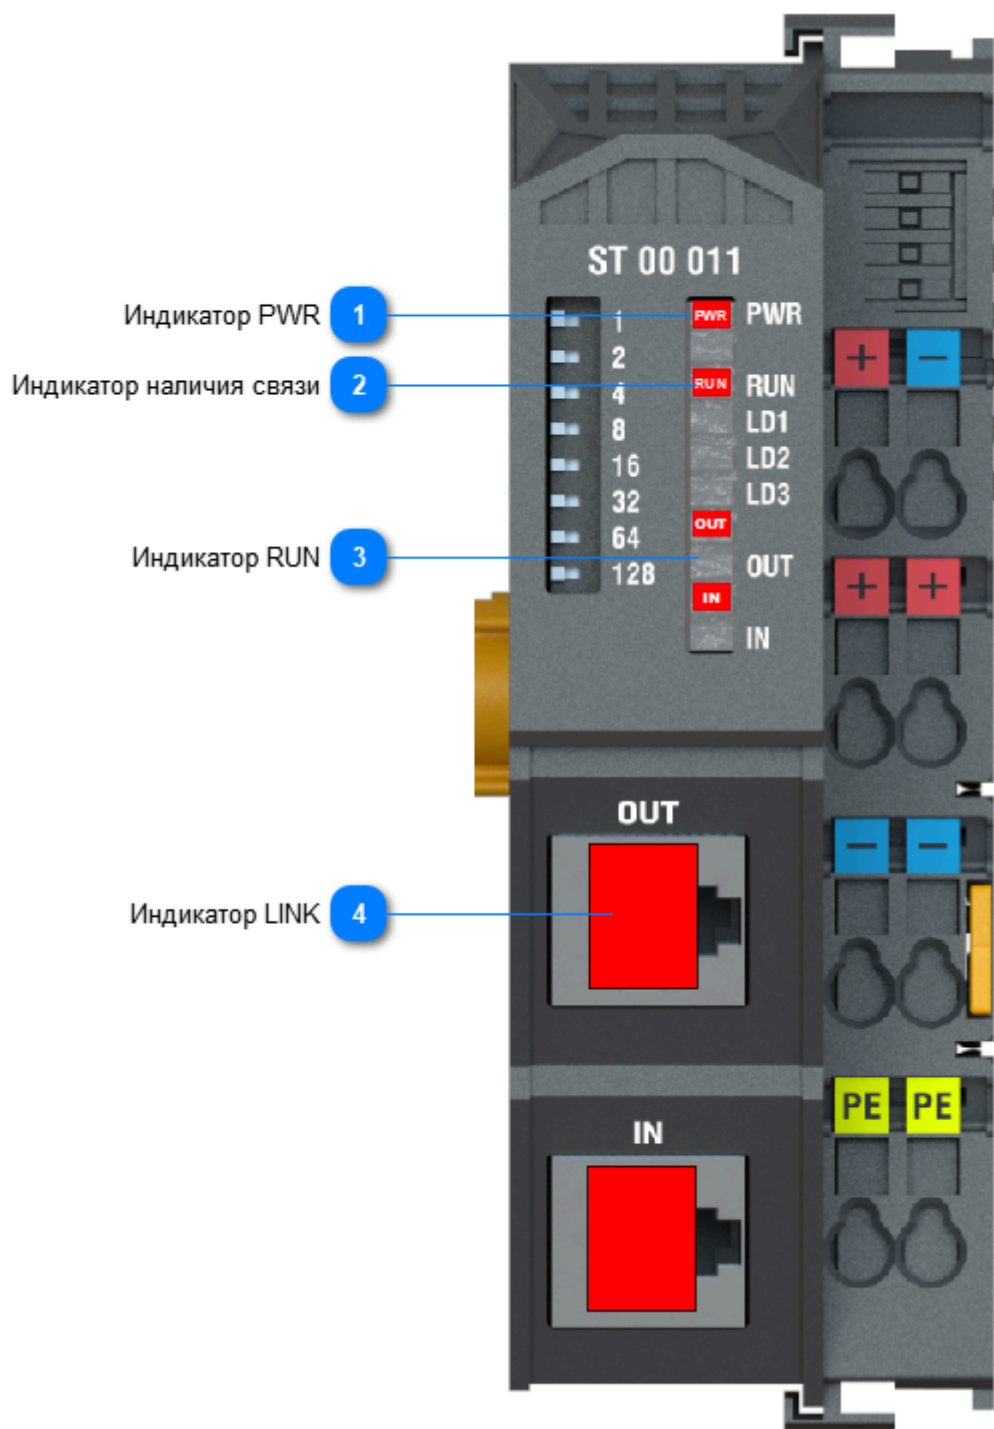 ST 00 011
Индикатор PWR 1
1 PWR PWR
2
Индикатор наличия связи 2
4 RUN RUN
8 LD1
16 LD2
32 LD3
64 OUT
Индикатор RUN 3
128 OUT
IN
IN
+ −
+ +
OUT
− −
Индикатор LINK 4
PE PE
IN